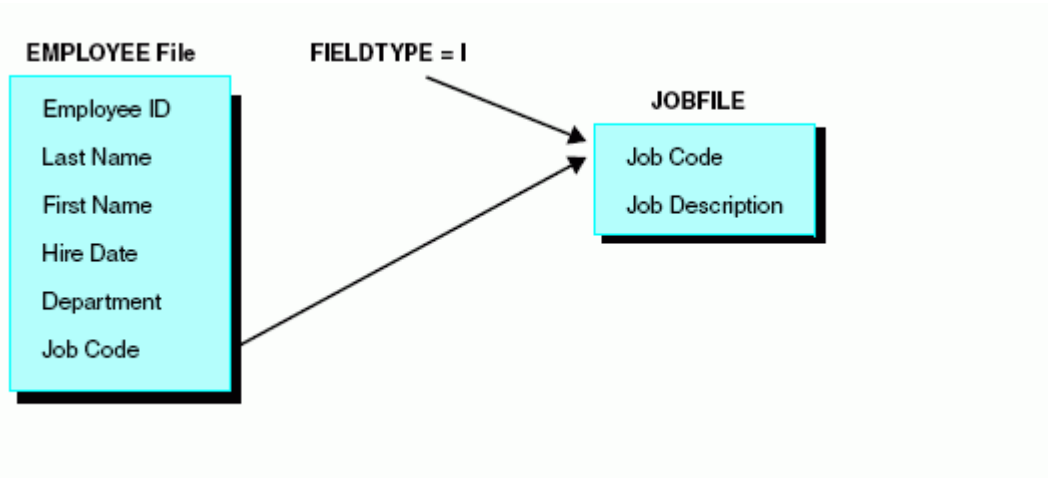 EMPLOYEE File
Employee ID
Last Name
First Name
Hire Date
Department
Job Code
FIELDTYPE = I
JOBFILE
Job Code
Job Description